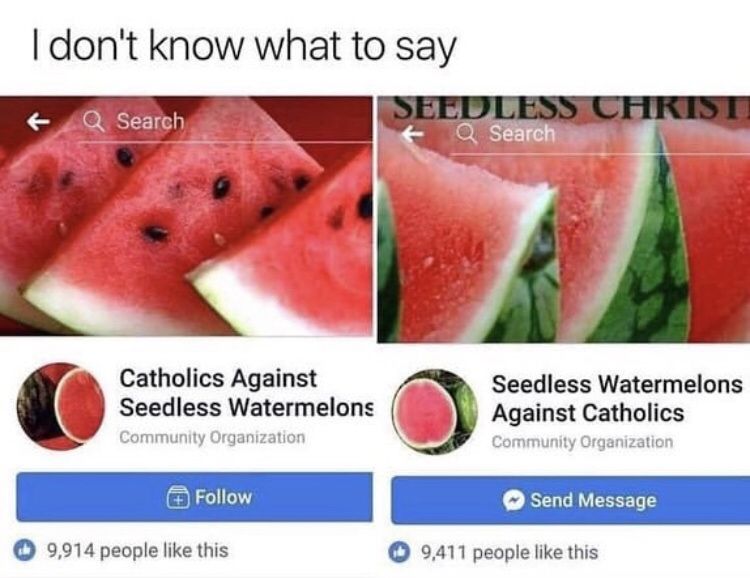 I don't know what to say
Search
Catholics Against
Seedless Watermelons
Community Organization
Follow
9,914 people like this
SEEDLESS CHRISTI
Search
Seedless Watermelons
Against Catholics
Community Organization
Send Message
9,411 people like this